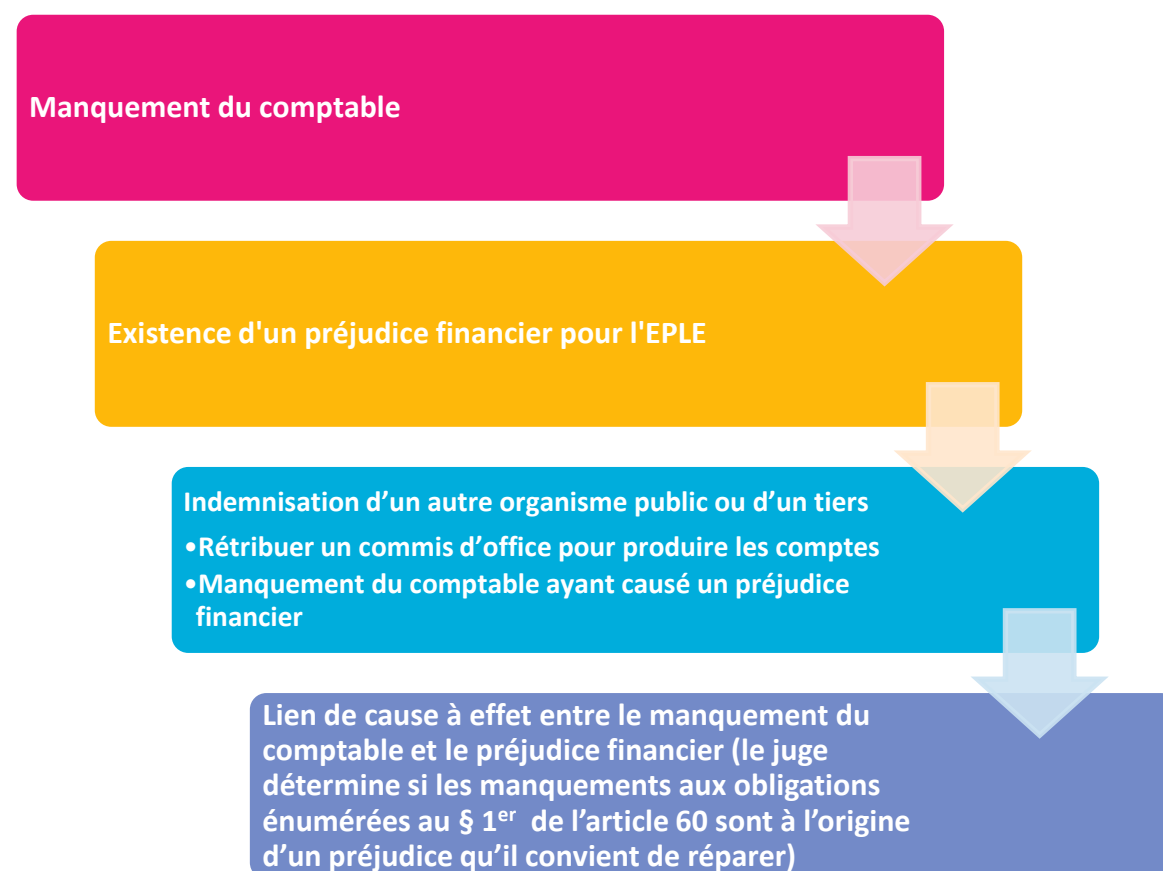 Manquement du comptable
Existence d'un préjudice financier pour l'EPLE
Indemnisation d’un autre organisme public ou d’un tiers
•Rétribuer un commis d’office pour produire les comptes
•Manquement du comptable ayant causé un préjudice
financier
Lien de cause à effet entre le manquement du
comptable et le préjudice financier (le juge
détermine si les manquements aux obligations
énumérées au § 1er de l’article 60 sont à l’origine
d’un préjudice qu’il convient de réparer)